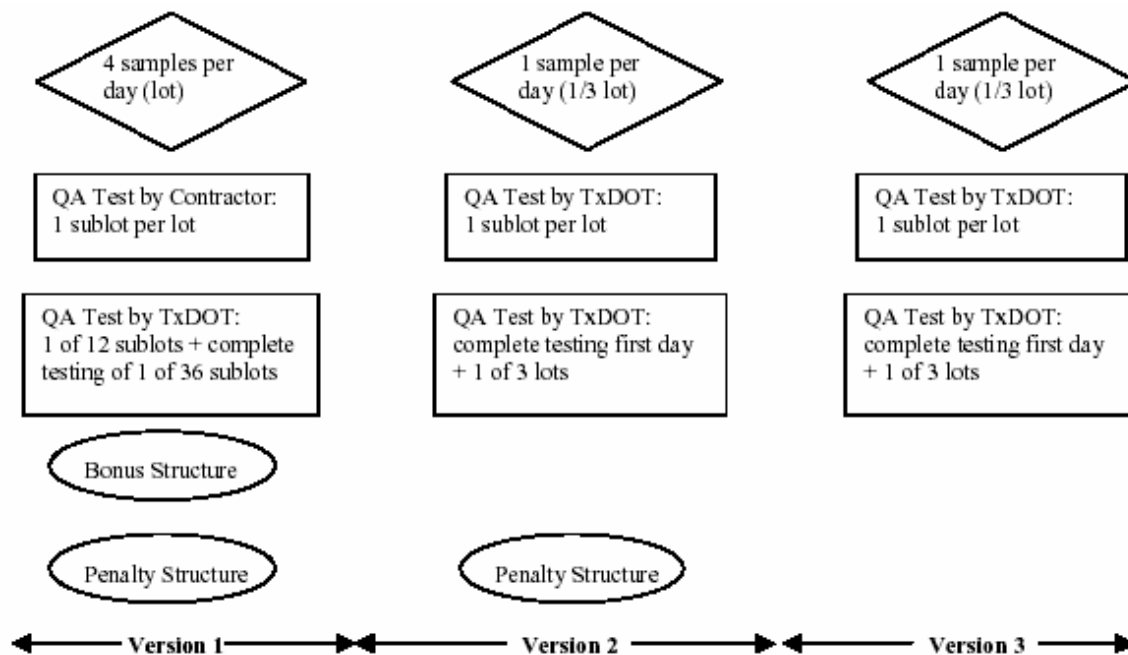 4 samples per
day (lot)
1 sample per
day (1/3 lot)
1 sample per
day (1/3 lot)
QA Test by Contractor:
1 sublot per lot
QA Test by TxDOT:
1 sublot per lot
QA Test by TxDOT:
1 sublot per lot
QA Test by TxDOT:
1 of 12 sublots + complete
testing of 1 of 36 sublots
QA Test by TxDOT:
complete testing first day
+ 1 of 3 lots
QA Test by TxDOT:
complete testing first day
+ 1 of 3 lots
Bonus Structure
Penalty Structure
Penalty Structure
Version 1
Version 2
Version 3